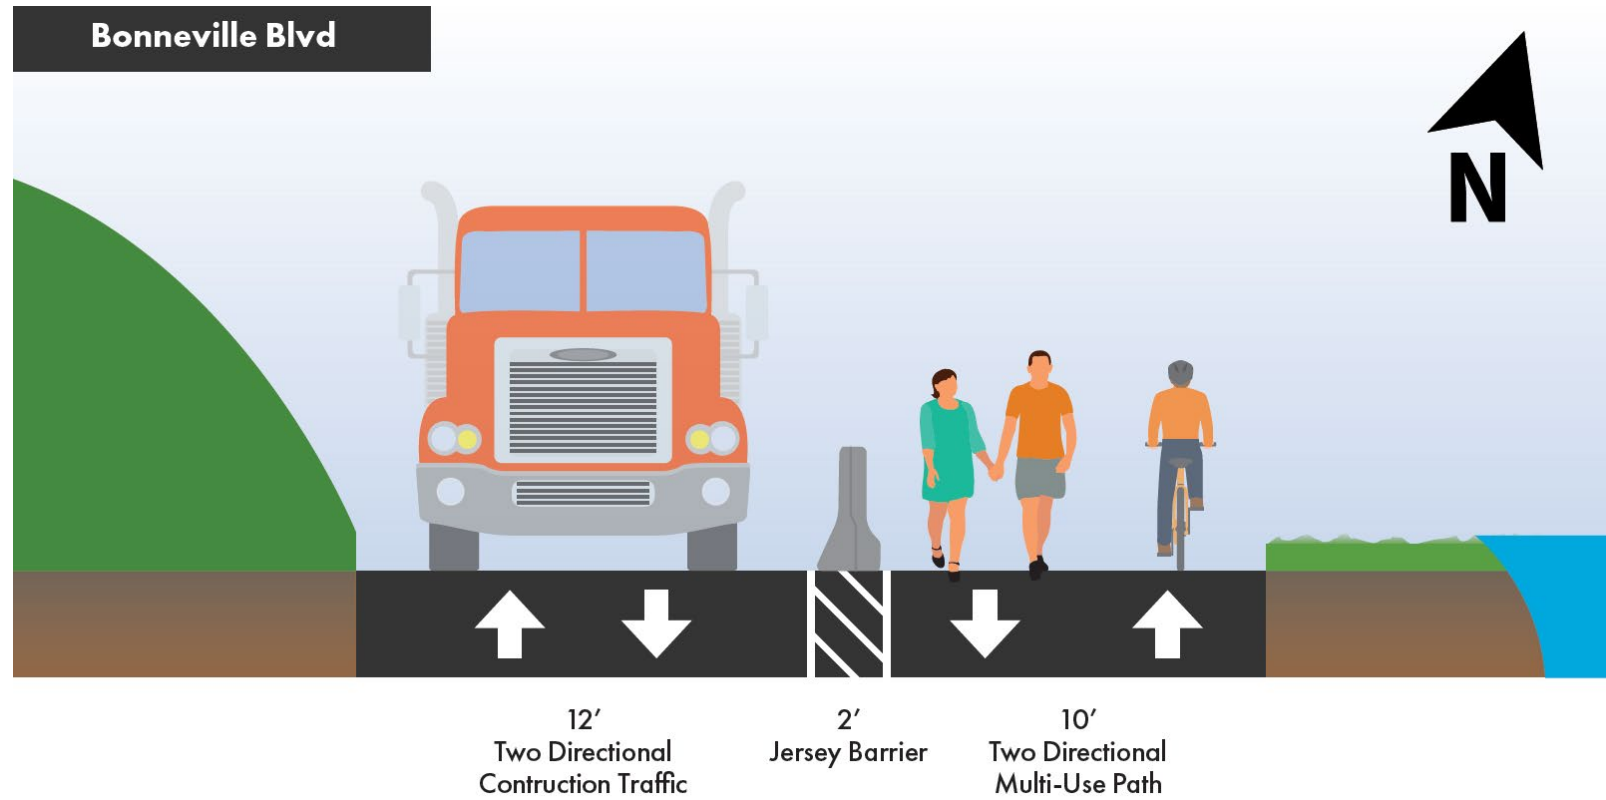 Bonneville Blvd
N
12’
Two Directional
Contruction Traffic
2’
Jersey Barrier
10’
Two Directional
Multi-Use Path